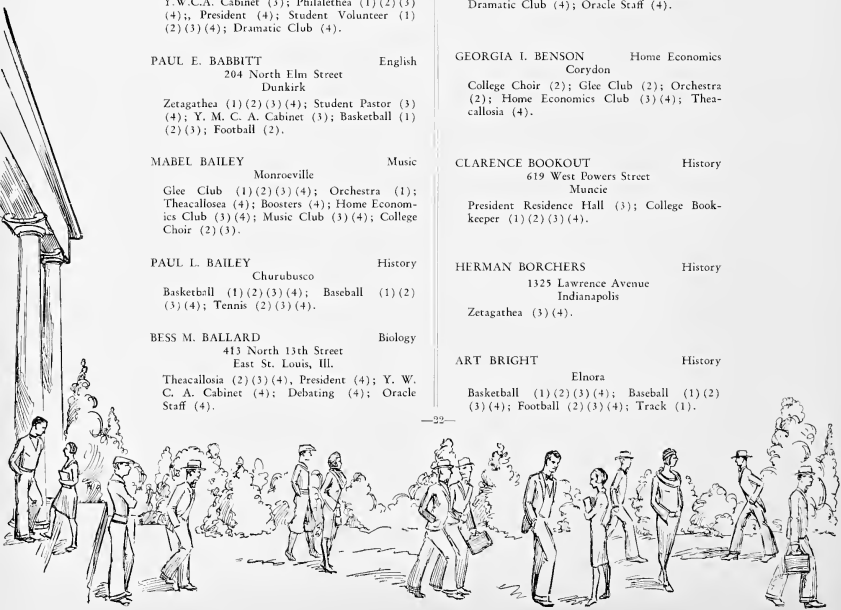 Y.W.C.A. Cabinet (3); Philalethea (1)(2)(3)
(4);, President (4); Student Volunteer (1)
(2)(3)(4); Dramatic Club (4).
PAUL E. BABBITT English
204 North Elm Street
Dunkirk
Zetagathea (1)(2)(3)(4); Student Pastor (3)
(4); Y. M. C. A. Cabinet (3); Basketball (1)
(2)(3); Football (2).
MABEL BAILEY Music
Monroeville
Glee Club (1)(2)(3)(4); Orchestra (1);
Theacallosea (4); Boosters (4); Home Econom-
ics Club (3)(4); Music Club (3)(4); College
Choir (2)(3).
PAUL L. BAILEY History
Churubusco
Basketball (1)(2)(3)(4); Baseball (1)(2)
(3)(4); Tennis (2)(3)(4).
BESS M. BALLARD Biology
413 North 13th Street
East St. Louis, Ill.
Theacallosia (2)(3)(4), President (4); Y. W.
C. A. Cabinet (4); Debating (4); Oracle
Staff (4).
Dramatic Club (4); Oracle Staff (4).
GEORGIA I. BENSON Home Economics
Corydon
College Choir (2); Glee Club (2); Orchestra
(2); Home Economics Club (3)(4); Thea-
callosia (4).
CLARENCE BOOKOUT History
619 West Powers Street
Muncie
President Residence Hall (3); College Book-
keeper (1)(2)(3)(4).
HERMAN BORCHERS History
1325 Lawrence Avenue
Indianapolis
Zetagathea (3)(4).
ART BRIGHT History
Elnora
Basketball (1)(2)(3)(4); Baseball (1)(2)
(3)(4); Football (2)(3)(4); Track (1).
—22—